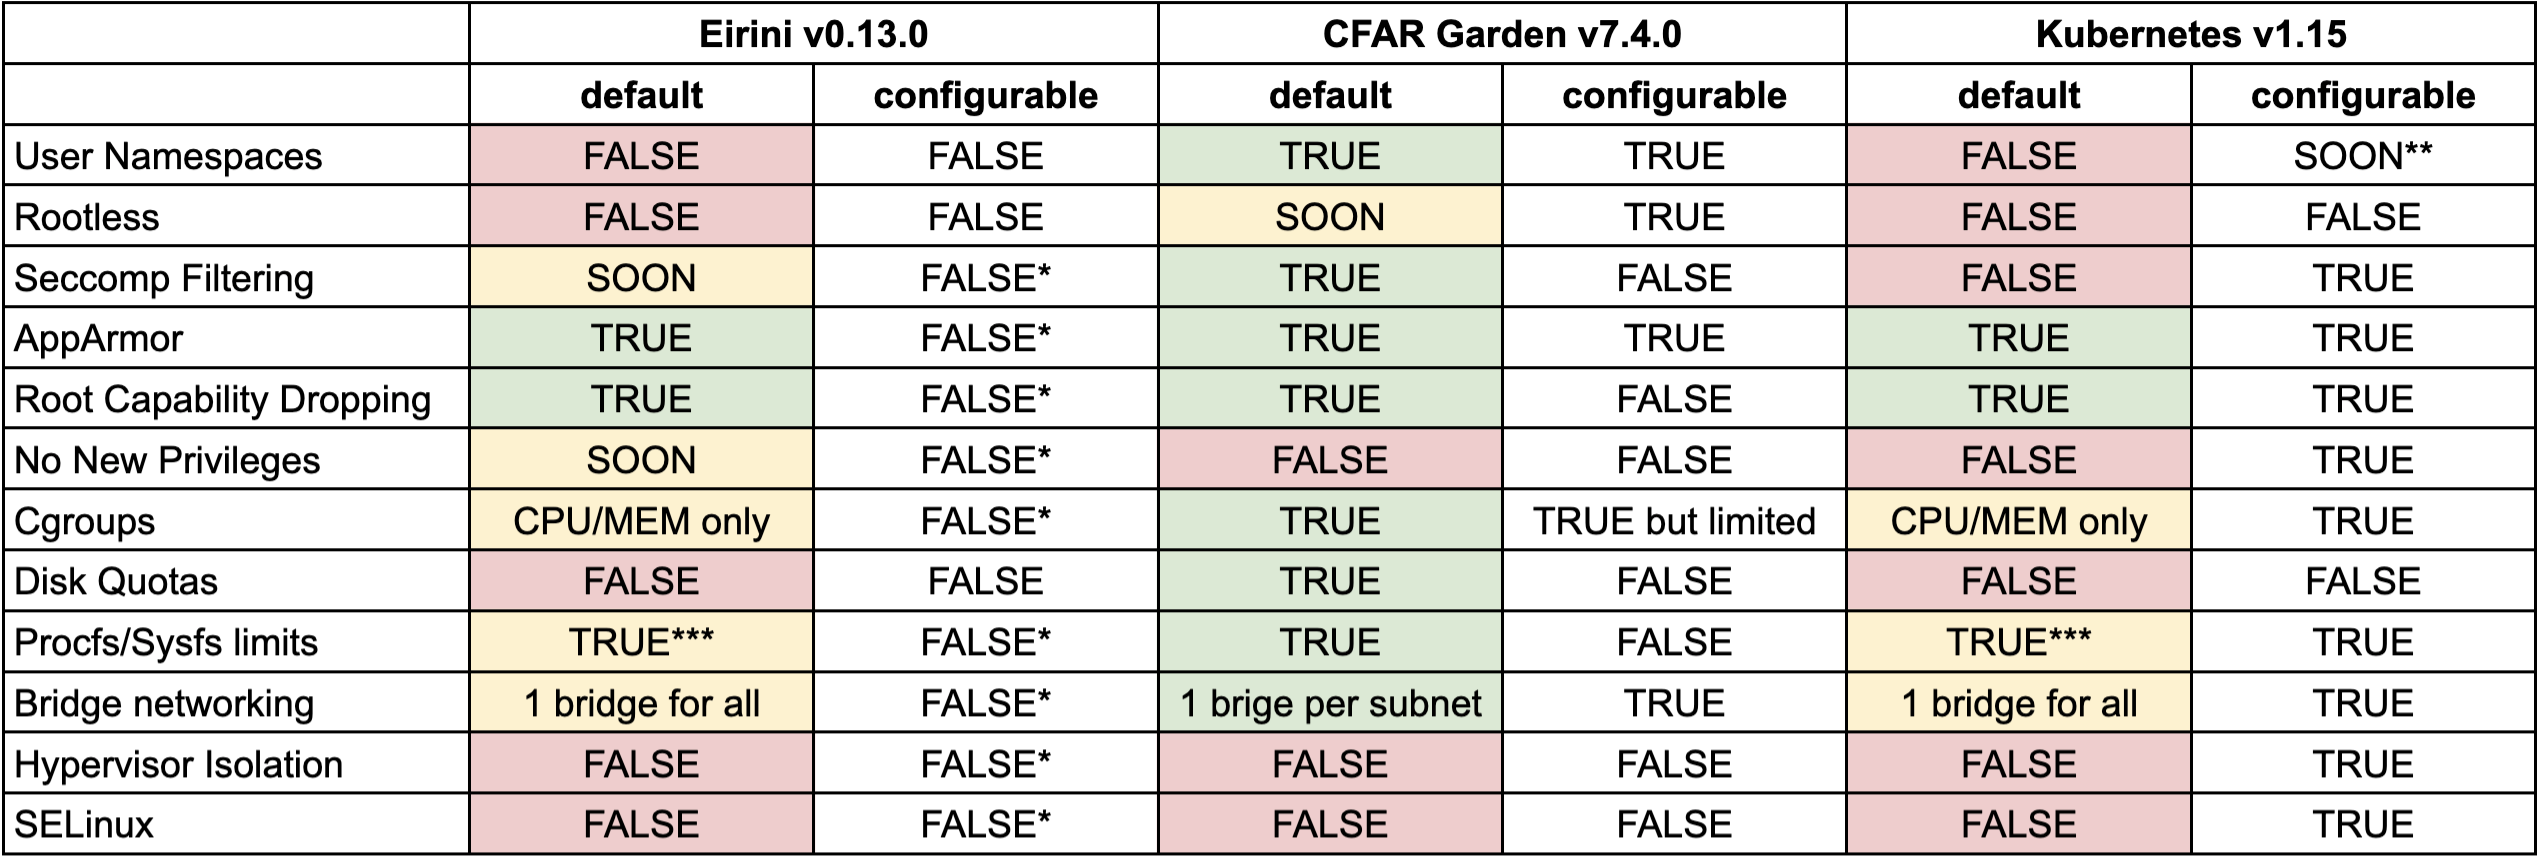 Eirini v0.13.0 CFAR Garden v7.4.0 Kubernetes v1.15
default configurable default configurable default configurable
User Namespaces FALSE FALSE TRUE TRUE FALSE SOON**
Rootless FALSE FALSE SOON TRUE FALSE FALSE
Seccomp Filtering SOON FALSE* TRUE FALSE FALSE TRUE
AppArmor TRUE FALSE* TRUE TRUE TRUE TRUE
Root Capability Dropping TRUE FALSE* TRUE FALSE TRUE TRUE
No New Privileges SOON FALSE* FALSE FALSE FALSE TRUE
Cgroups CPU/MEM only FALSE* TRUE TRUE but limited CPU/MEM only TRUE
Disk Quotas FALSE FALSE TRUE FALSE FALSE FALSE
Procfs/Sysfs limits TRUE*** FALSE* TRUE FALSE TRUE*** TRUE
Bridge networking 1 bridge for all FALSE* 1 brige per subnet TRUE 1 bridge for all TRUE
Hypervisor Isolation FALSE FALSE* FALSE FALSE FALSE TRUE
SELinux FALSE FALSE* FALSE FALSE FALSE TRUE